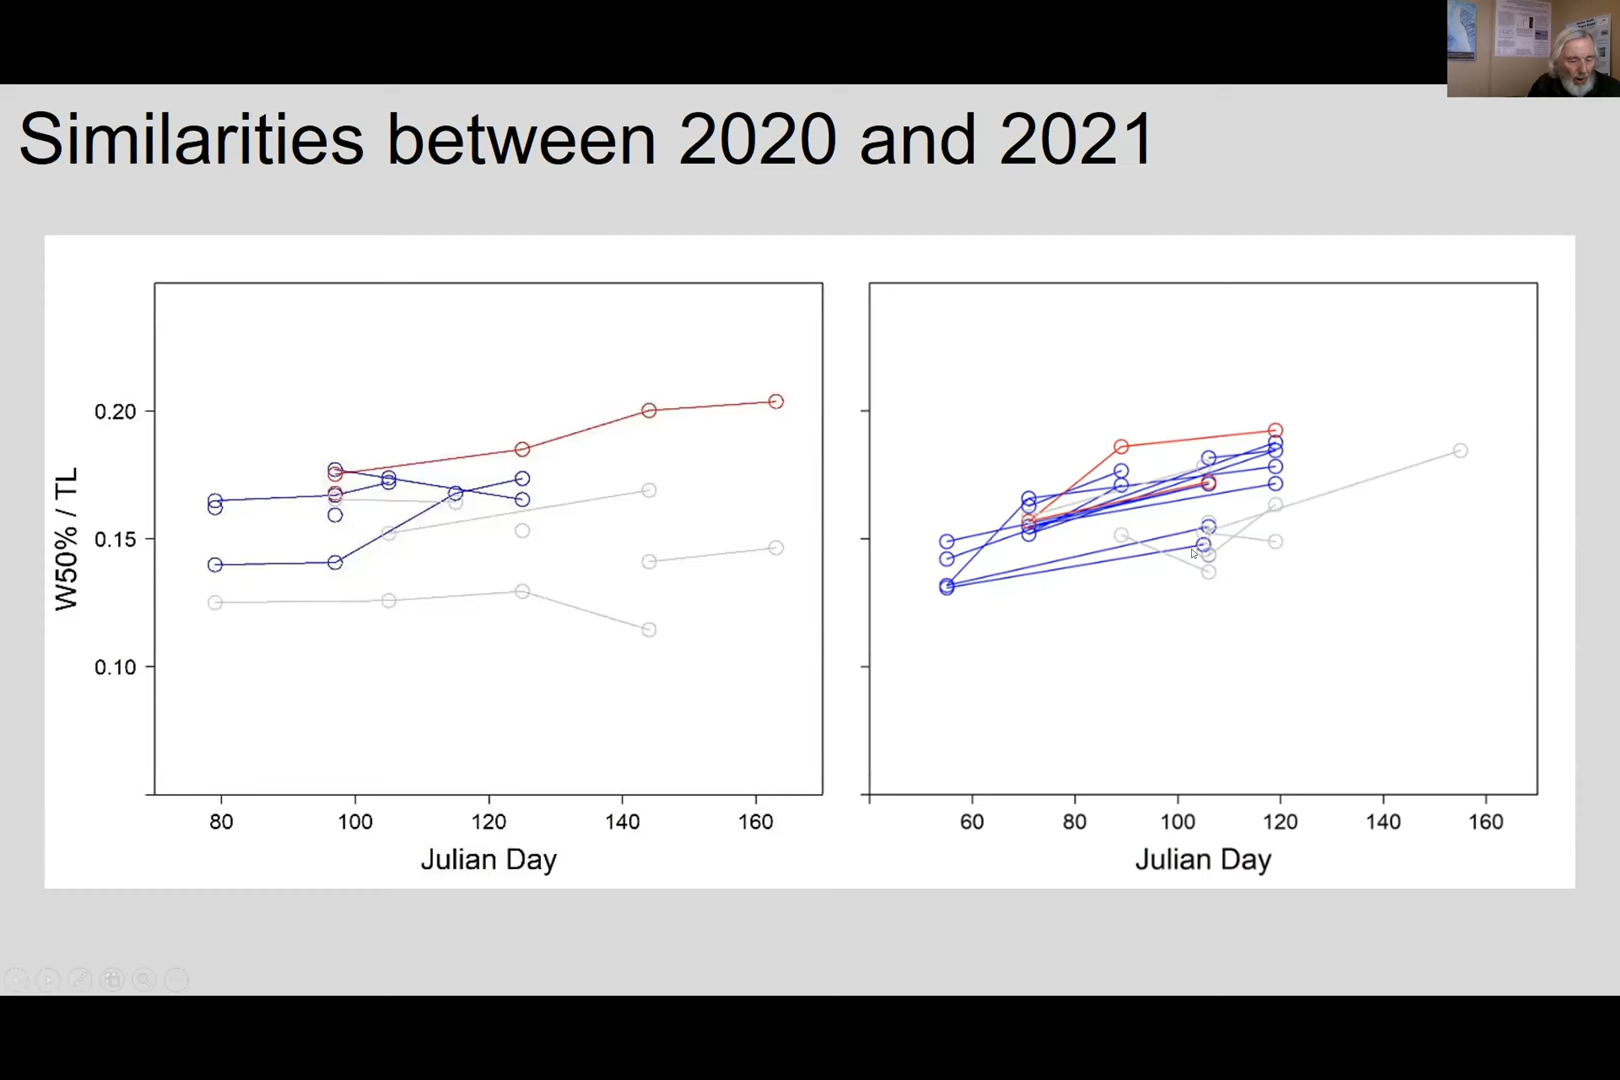 Similarities between 2020 and 2021
W50% / TL
0.20
0.15
0.10
80 100 120 140 160
Julian Day
60 80 100 120 140 160
Julian Day